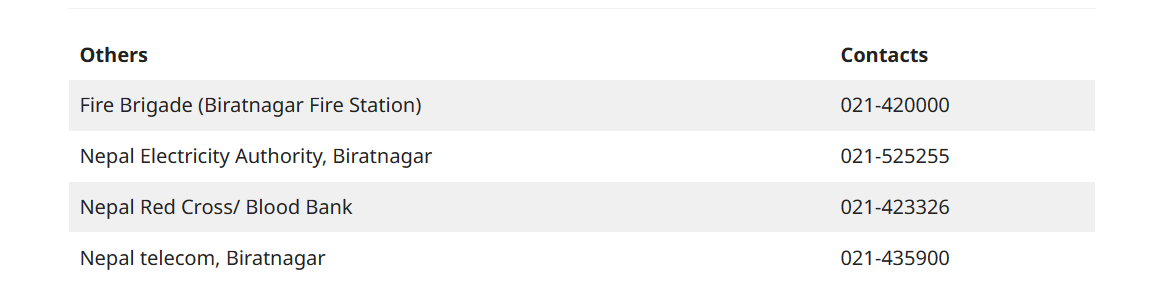 Others Contacts
Fire Brigade (Biratnagar Fire Station) 021-420000
Nepal Electricity Authority, Biratnagar 021-525255
Nepal Red Cross/ Blood Bank 021-423326
Nepal telecom, Biratnagar 021-435900